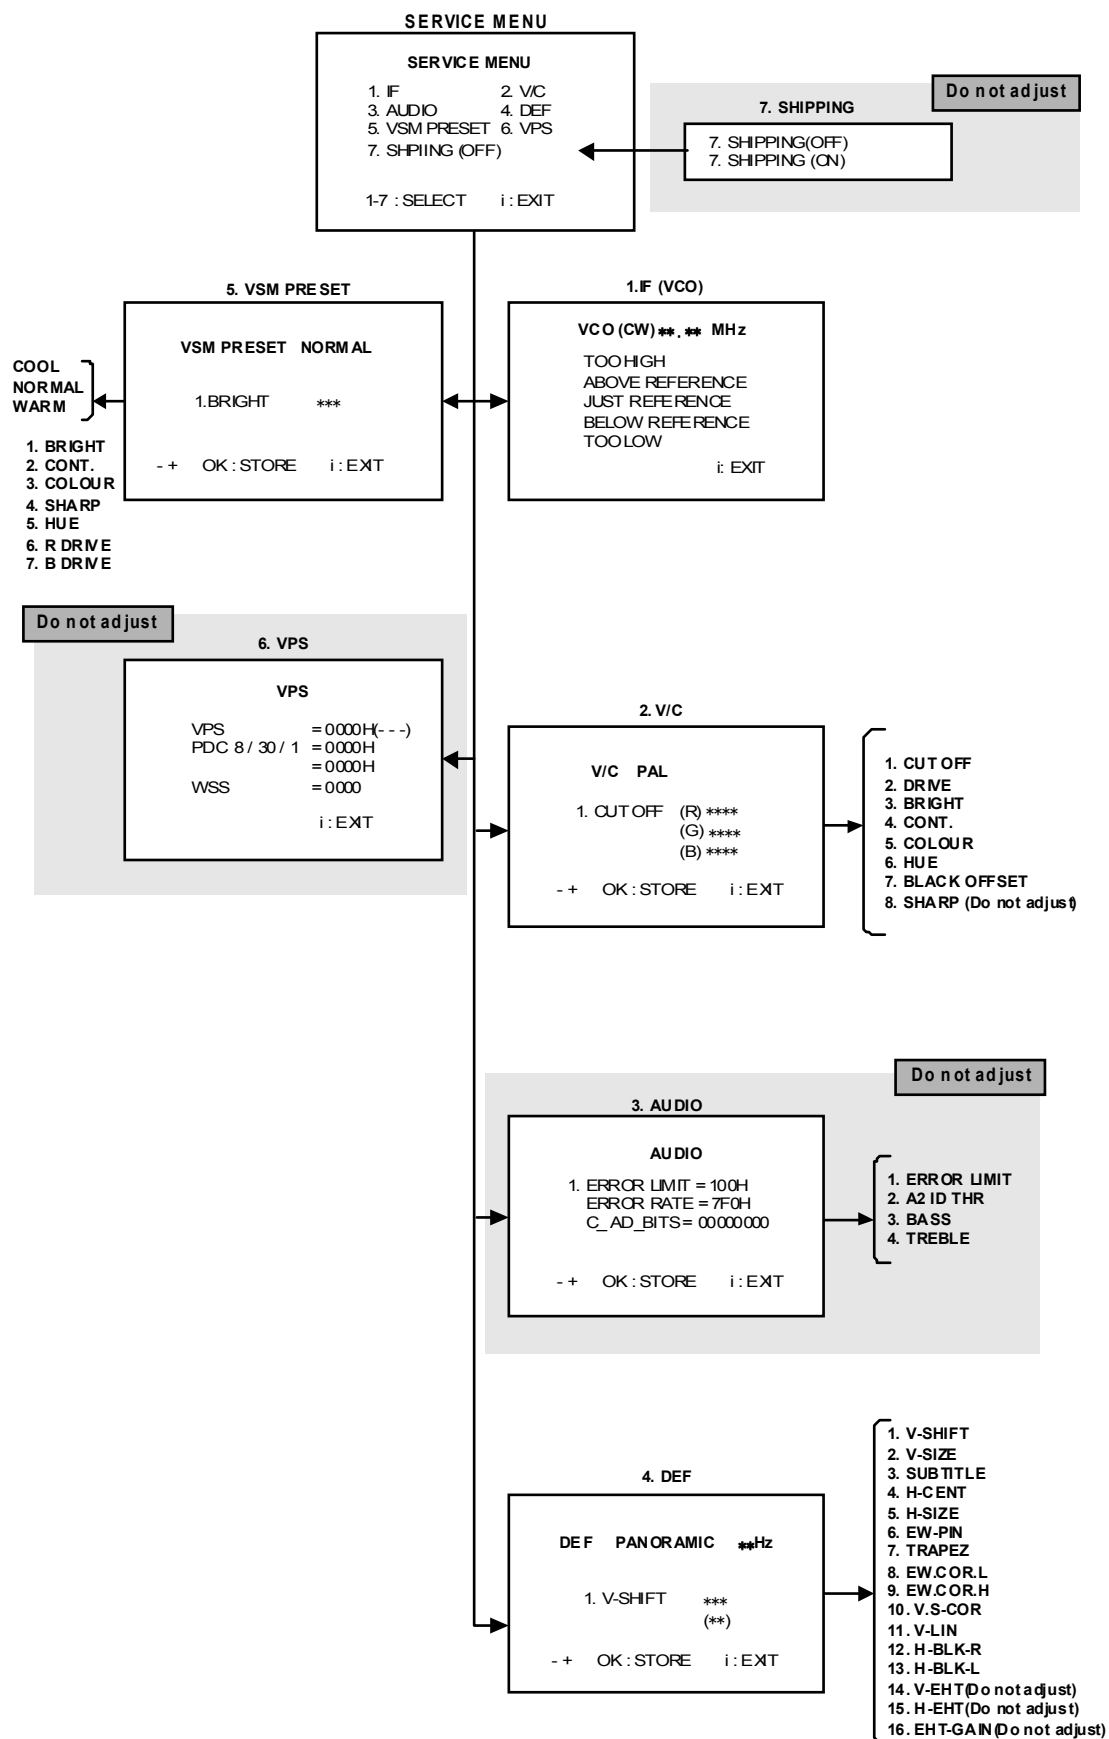 SERVICE MENU
SERVICE MENU
1. IF 2. V/C
3. AUDIO 4. DEF
5. VSM PRESET 6. VPS
7. SHPIING (OFF)
1-7 : SELECT i : EXIT
Do not adjust
7. SHIPPING
7. SHIPPING(OFF)
7. SHIPPING (ON)
5. VSM PRESET
VSM PRESET NORMAL
1.BRIGHT ***
- + OK : STORE i : EXIT
COOL
NORMAL
WARM
1. BRIGHT
2. CONT.
3. COLOUR
4. SHARP
5. HUE
6. R DRIVE
7. B DRIVE
1.IF (VCO)
VCO (CW) **.** MHz
TOO HIGH
ABOVE REFERENCE
JUST REFERENCE
BELOW REFERENCE
TOO LOW
i: EXIT
Do not adjust
6. VPS
VPS
VPS = 0000H(- - -)
PDC 8 / 30 / 1 = 0000H
= 0000H
WSS = 0000
i : EXIT
2. V/C
V/C PAL
1. CUT OFF (R) ****
(G) ****
(B) ****
- + OK : STORE i : EXIT
1. CUT OFF
2. DRIVE
3. BRIGHT
4. CONT.
5. COLOUR
6. HUE
7. BLACK OFFSET
8. SHARP (Do not adjust)
Do not adjust
3. AUDIO
AUDIO
1. ERROR LIMIT = 100H
ERROR RATE = 7F0H
C_AD_BITS = 00000000
- + OK : STORE i : EXIT
1. ERROR LIMIT
2. A2 ID THR
3. BASS
4. TREBLE
4. DEF
DEF PANORAMIC **Hz
1. V-SHIFT ***
(**)
- + OK : STORE i : EXIT
1. V-SHIFT
2. V-SIZE
3. SUBTITLE
4. H-CENT
5. H-SIZE
6. EW-PIN
7. TRAPEZ
8. EW.COR.L
9. EW.COR.H
10. V.S-COR
11. V-LIN
12. H-BLK-R
13. H-BLK-L
14. V-EHT(Do not adjust)
15. H-EHT(Do not adjust)
16. EHT-GAIN(Do not adjust)